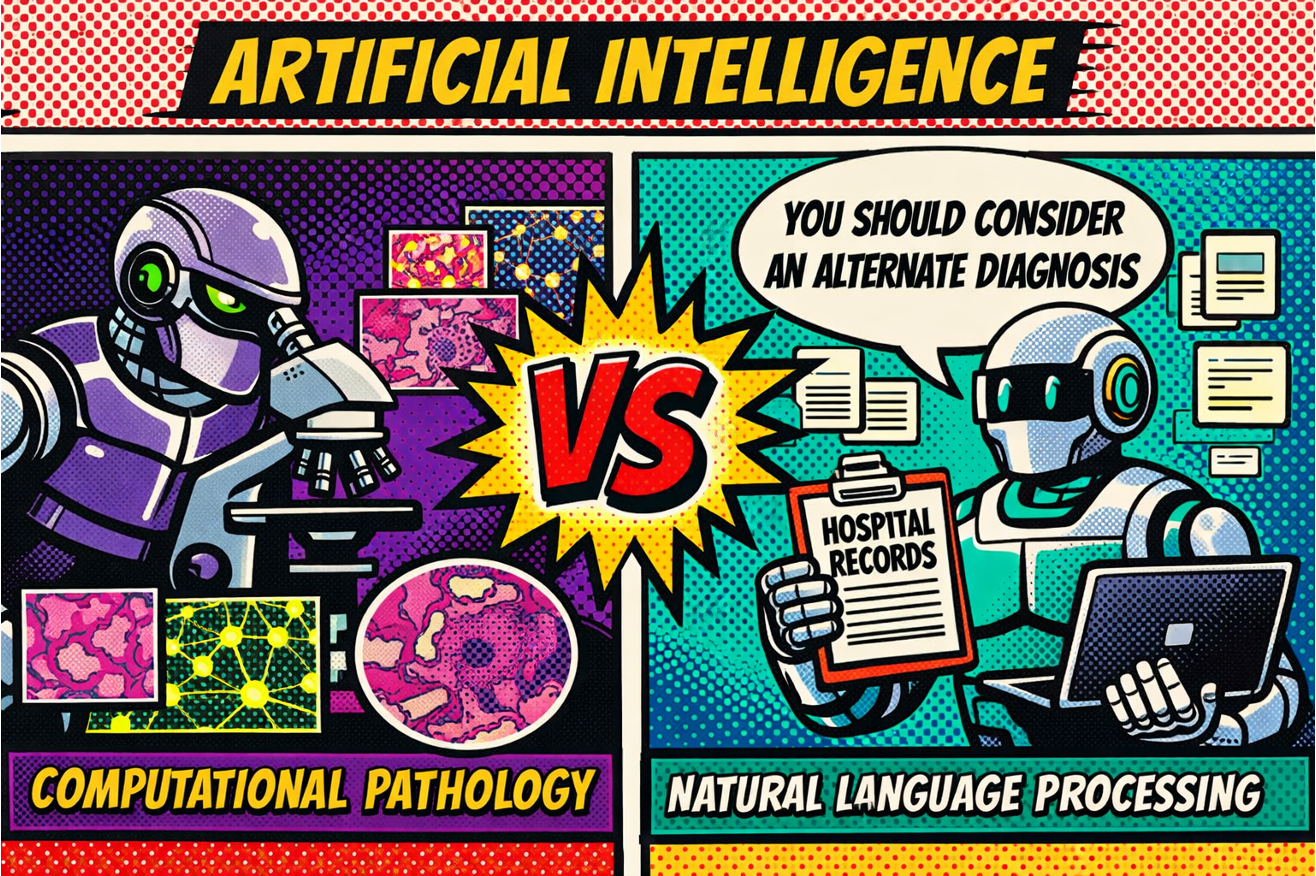 ARTIFICIAL INTELLIGENCE
YOU SHOULD CONSIDER
AN ALTERNATE DIAGNOSIS
VS
HOSPITAL
RECORDS
COMPUTATIONAL PATHOLOGY
NATURAL LANGUAGE PROCESSING